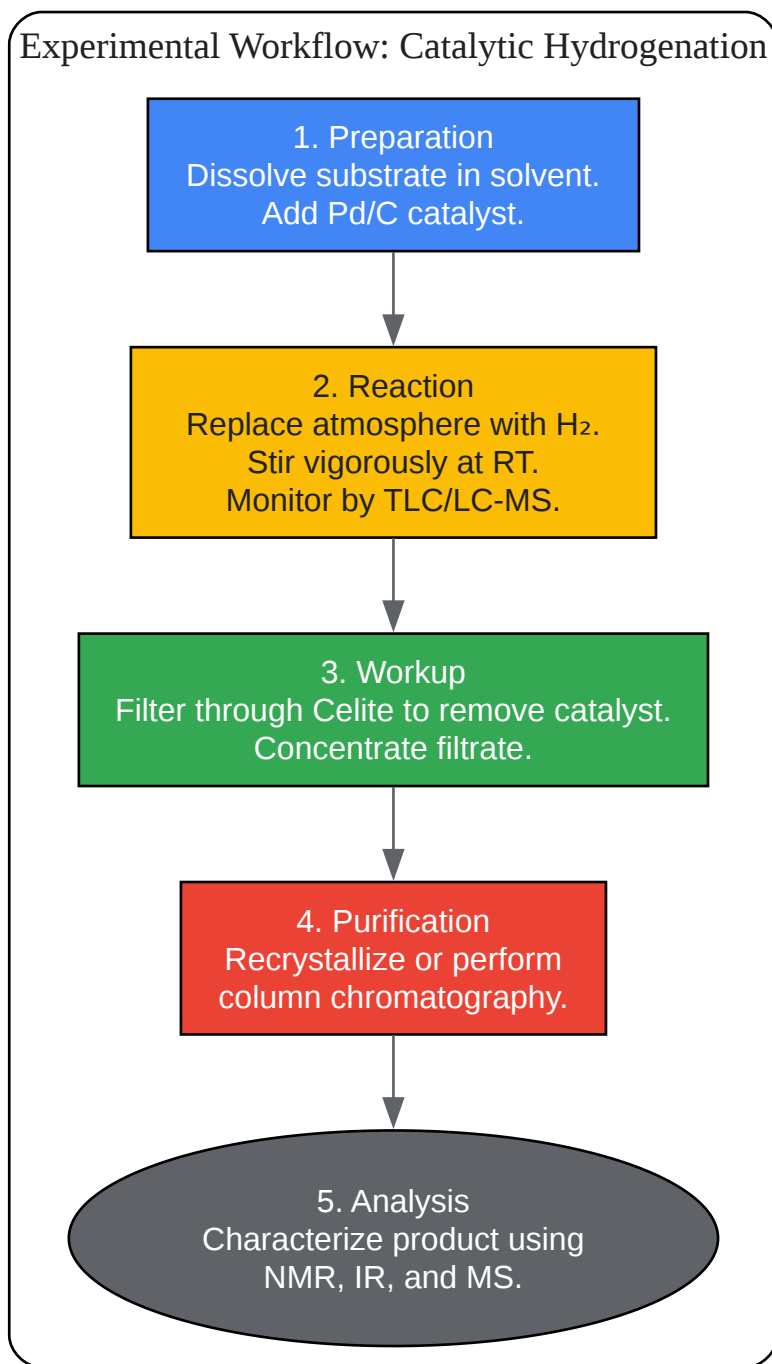 Experimental Workflow: Catalytic Hydrogenation
1. Preparation
Dissolve substrate in solvent.
Add Pd/C catalyst.
2. Reaction
Replace atmosphere with H₂.
Stir vigorously at RT.
Monitor by TLC/LC-MS.
3. Workup
Filter through Celite to remove catalyst.
Concentrate filtrate.
4. Purification
Recrystallize or perform
column chromatography.
5. Analysis
Characterize product using
NMR, IR, and MS.